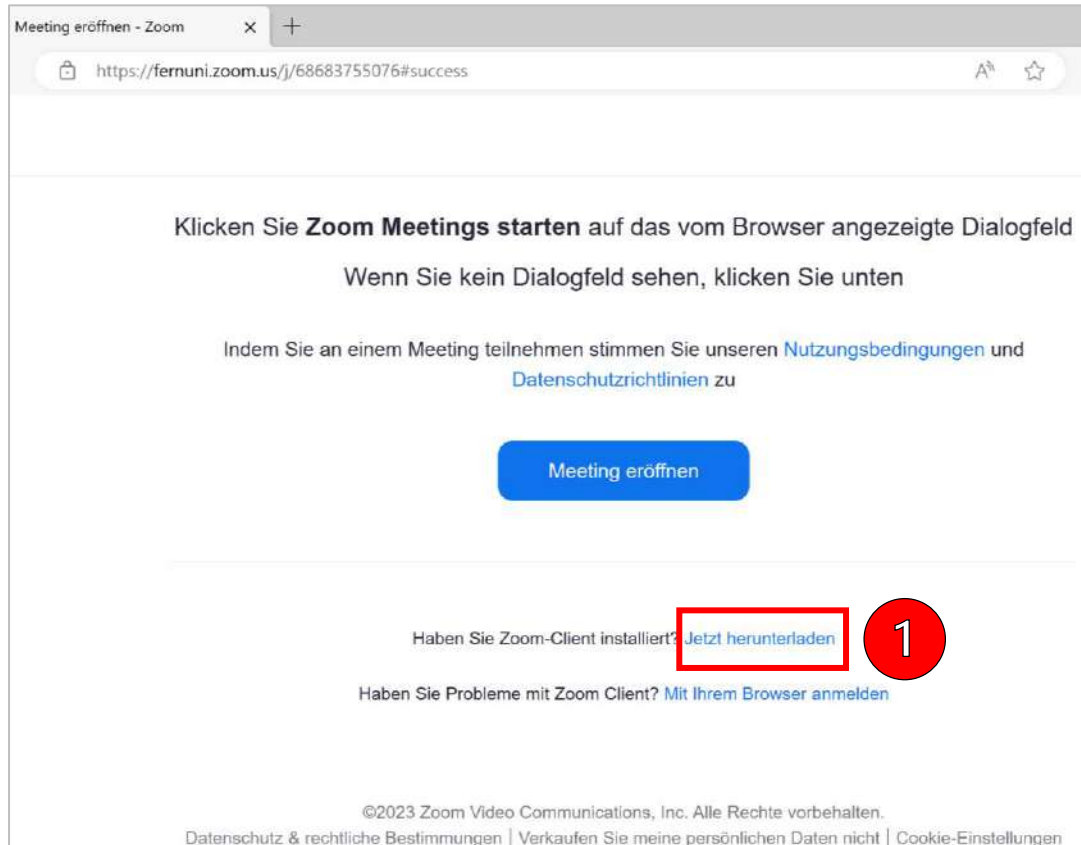 Meeting eröffnen - Zoom
https://fernuni.zoom.us/j/68683755076#success
Klicken Sie Zoom Meetings starten auf das vom Browser angezeigte Dialogfeld
Wenn Sie kein Dialogfeld sehen, klicken Sie unten
Indem Sie an einem Meeting teilnehmen stimmen Sie unseren Nutzungsbedingungen und
Datenschutzrichtlinien zu
Meeting eröffnen
Haben Sie Zoom-Client installiert? Jetzt herunterladen
1
Haben Sie Probleme mit Zoom Client? Mit Ihrem Browser anmelden
©2023 Zoom Video Communications, Inc. Alle Rechte vorbehalten.
Datenschutz & rechtliche Bestimmungen | Verkaufen Sie meine persönlichen Daten nicht | Cookie-Einstellungen